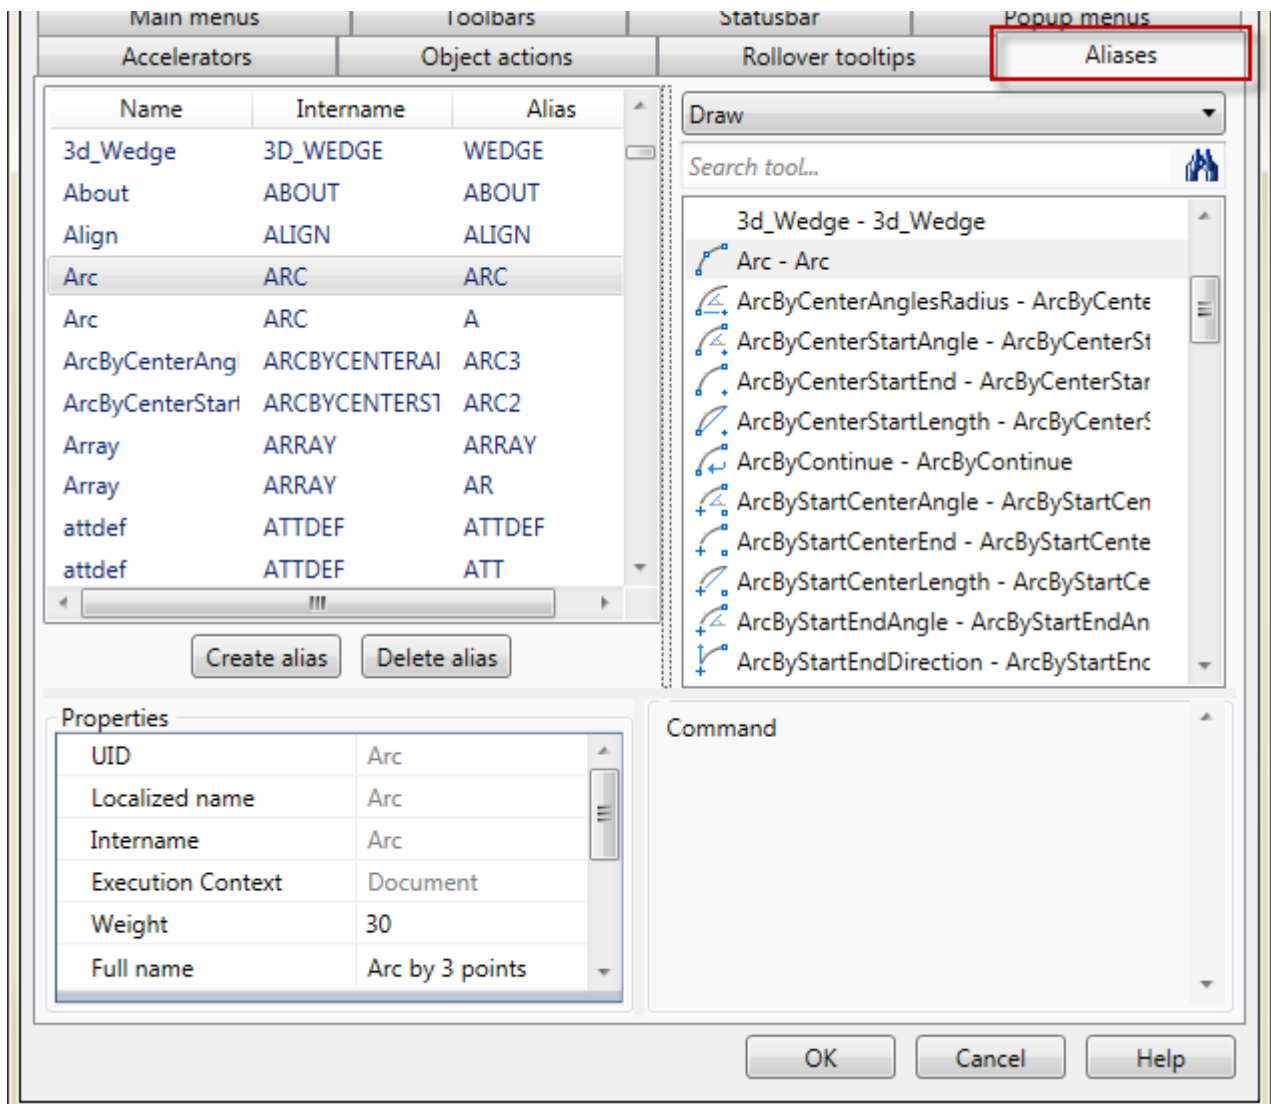 Main menus Toolbars Statusbar Popup menus
Accelerators Object actions Rollover tooltips Aliases
Name Intername Alias
3d_Wedge 3D_WEDGE WEDGE
About ABOUT ABOUT
Align ALIGN ALIGN
Arc ARC ARC
Arc ARC A
ArcByCenterAngl ARCBYCENTERAI ARC3
ArcByCenterStart ARCBYCENTERST ARC2
Array ARRAY ARRAY
Array ARRAY AR
attdef ATTDEF ATTDEF
attdef ATTDEF ATT
Create alias Delete alias
Draw
Search tool...
3d_Wedge - 3d_Wedge
Arc - Arc
ArcByCenterAnglesRadius - ArcByCente
ArcByCenterStartAngle - ArcByCenterSt
ArcByCenterStartEnd - ArcByCenterStar
ArcByCenterStartLength - ArcByCenterS
ArcByContinue - ArcByContinue
ArcByStartCenterAngle - ArcByStartCen
ArcByStartCenterEnd - ArcByStartCente
ArcByStartCenterLength - ArcByStartCe
ArcByStartEndAngle - ArcByStartEndAn
ArcByStartEndDirection - ArcByStartEnc
Properties
UID Arc
Localized name Arc
Intername Arc
Execution Context Document
Weight 30
Full name Arc by 3 points
Command
OK Cancel Help